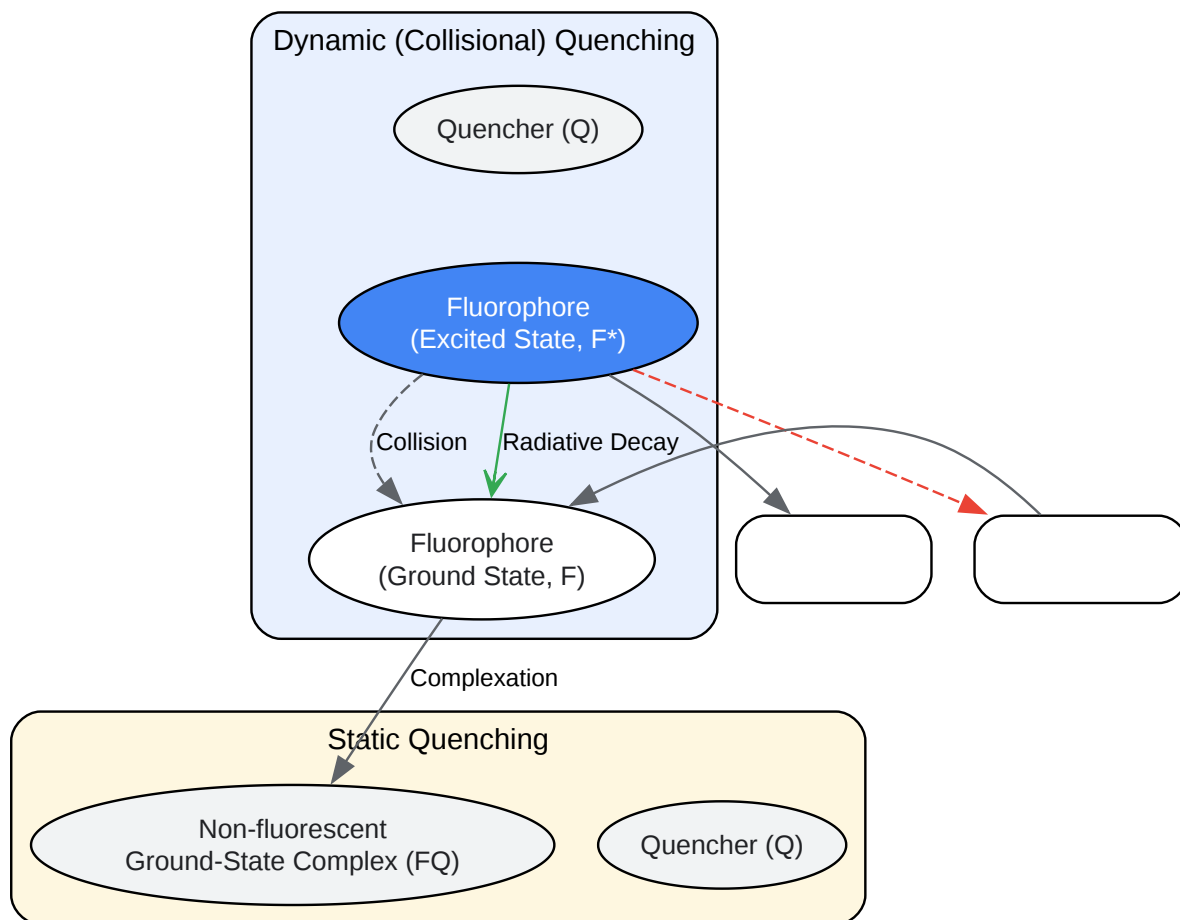 Dynamic (Collisional) Quenching
Quencher (Q)
Fluorophore
(Excited State, F*)
Collision
Radiative Decay
Fluorophore
(Ground State, F)
Complexation
Static Quenching
Non-fluorescent
Ground-State Complex (FQ)
Quencher (Q)